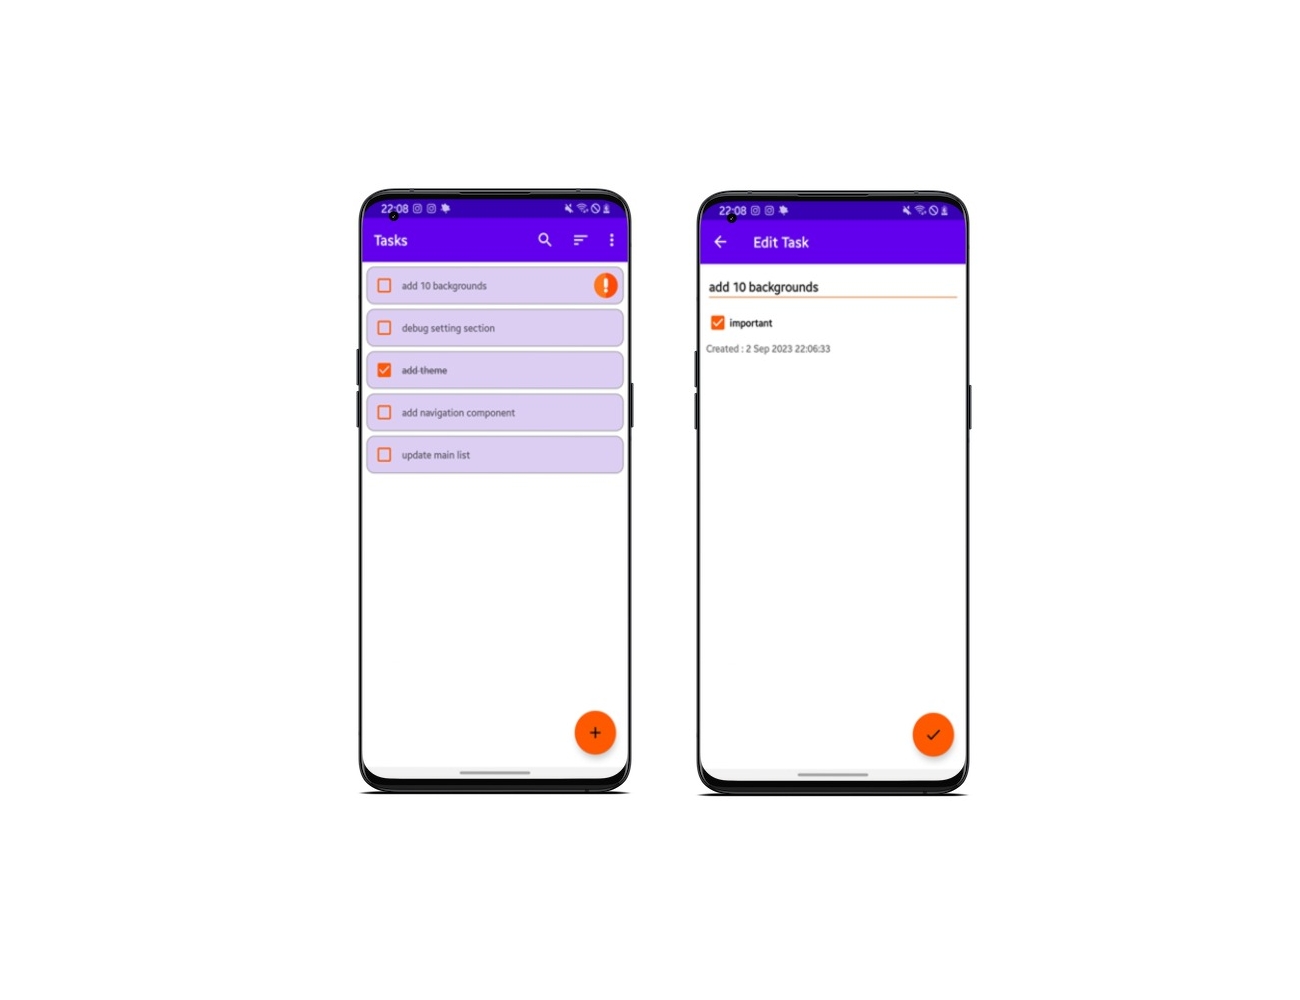 22:08
Tasks
add 10 backgrounds
debug setting section
add theme
add navigation component
update main list
22:08
Edit Task
add 10 backgrounds
important
Created : 2 Sep 2023 22:06:33